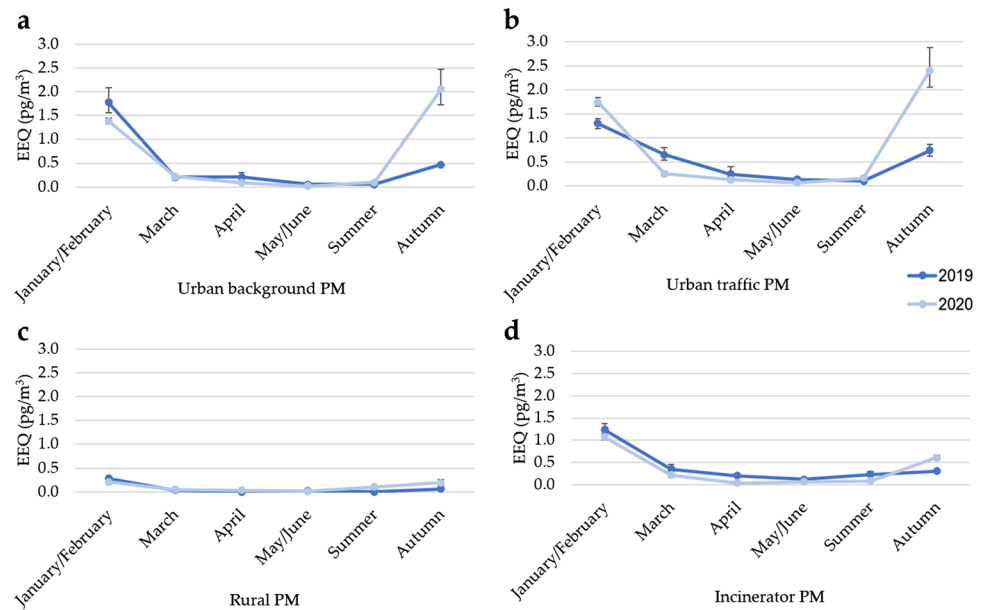 a
3.0
2.5
2.0
1.5
1.0
0.5
0.0
EEQ (pg/m³)
January/February
March
April
May/June
Summer
Autumn
Urban background PM
b
3.0
2.5
2.0
1.5
1.0
0.5
0.0
EEQ (pg/m³)
January/February
March
April
May/June
Summer
Autumn
Urban traffic PM
2019
2020
c
3.0
2.5
2.0
1.5
1.0
0.5
0.0
EEQ (pg/m³)
January/February
March
April
May/June
Summer
Autumn
Rural PM
d
3.0
2.5
2.0
1.5
1.0
0.5
0.0
EEQ (pg/m³)
January/February
March
April
May/June
Summer
Autumn
Incinerator PM